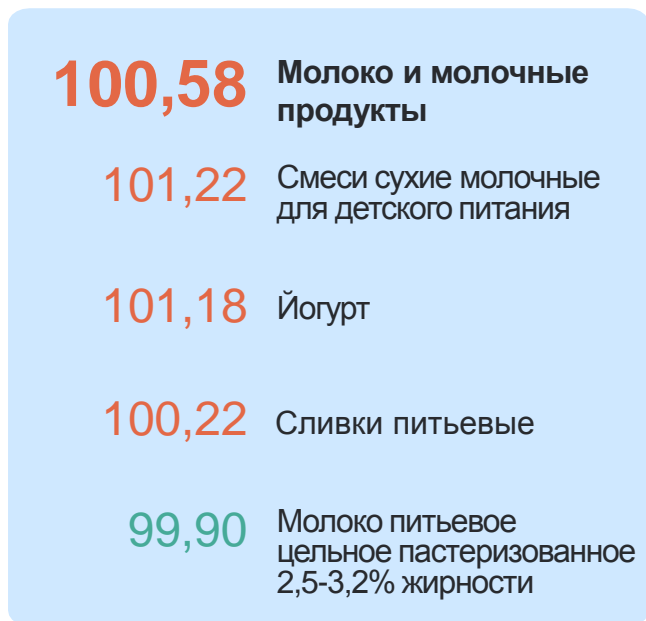 100,58 Молоко и молочные
продукты
101,22 Смеси сухие молочные
для детского питания
101,18 Йогурт
100,22 Сливки питьевые
99,90 Молоко питьевое
цельное пастеризованное
2,5-3,2% жирности